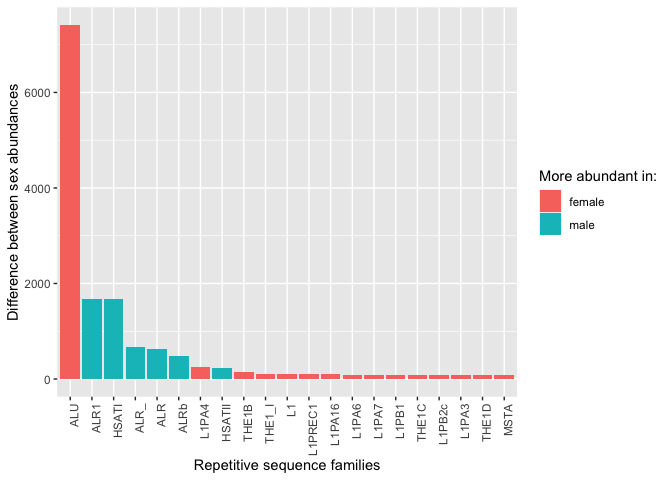 Difference between sex abundances
6000
4000
2000
0
ALU
ALR1
HSATI
ALR_
ALR
ALRb
L1PA4
HSATII
THE1B
THE1_I
L1
L1PREC1
L1PA16
L1PA6
L1PA7
L1PB1
THE1C
L1PB2c
L1PA3
THE1D
MSTA
Repetitive sequence families
More abundant in:
female
male